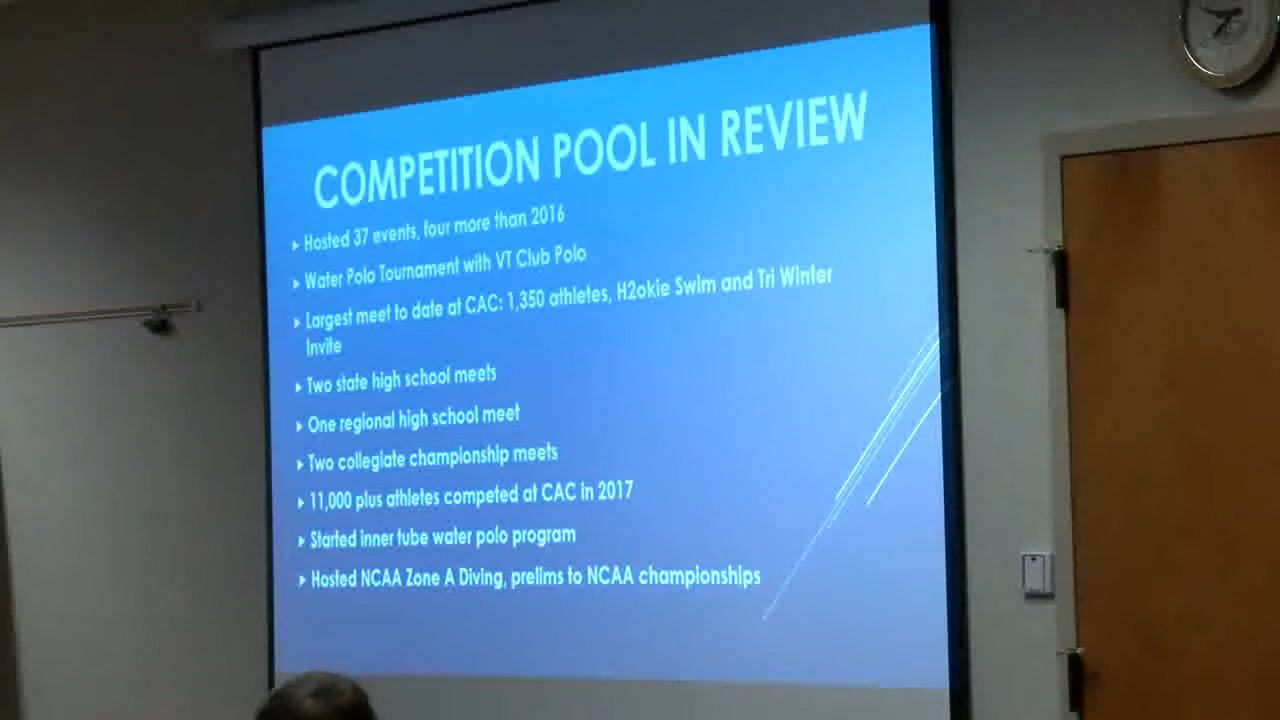 COMPETITION POOL IN REVIEW
Hosted 37 events, four more than 2016
Water Polo Tournament with VT Club Polo
Largest meet to date at CAC: 1,350 athletes, H2okie Swim and Tri Winter
Invite
Two state high school meets
One regional high school meet
Two collegiate championship meets
11,000 plus athletes competed at CAC in 2017
Started inner tube water polo program
Hosted NCAA Zone A Diving, prelims to NCAA championships